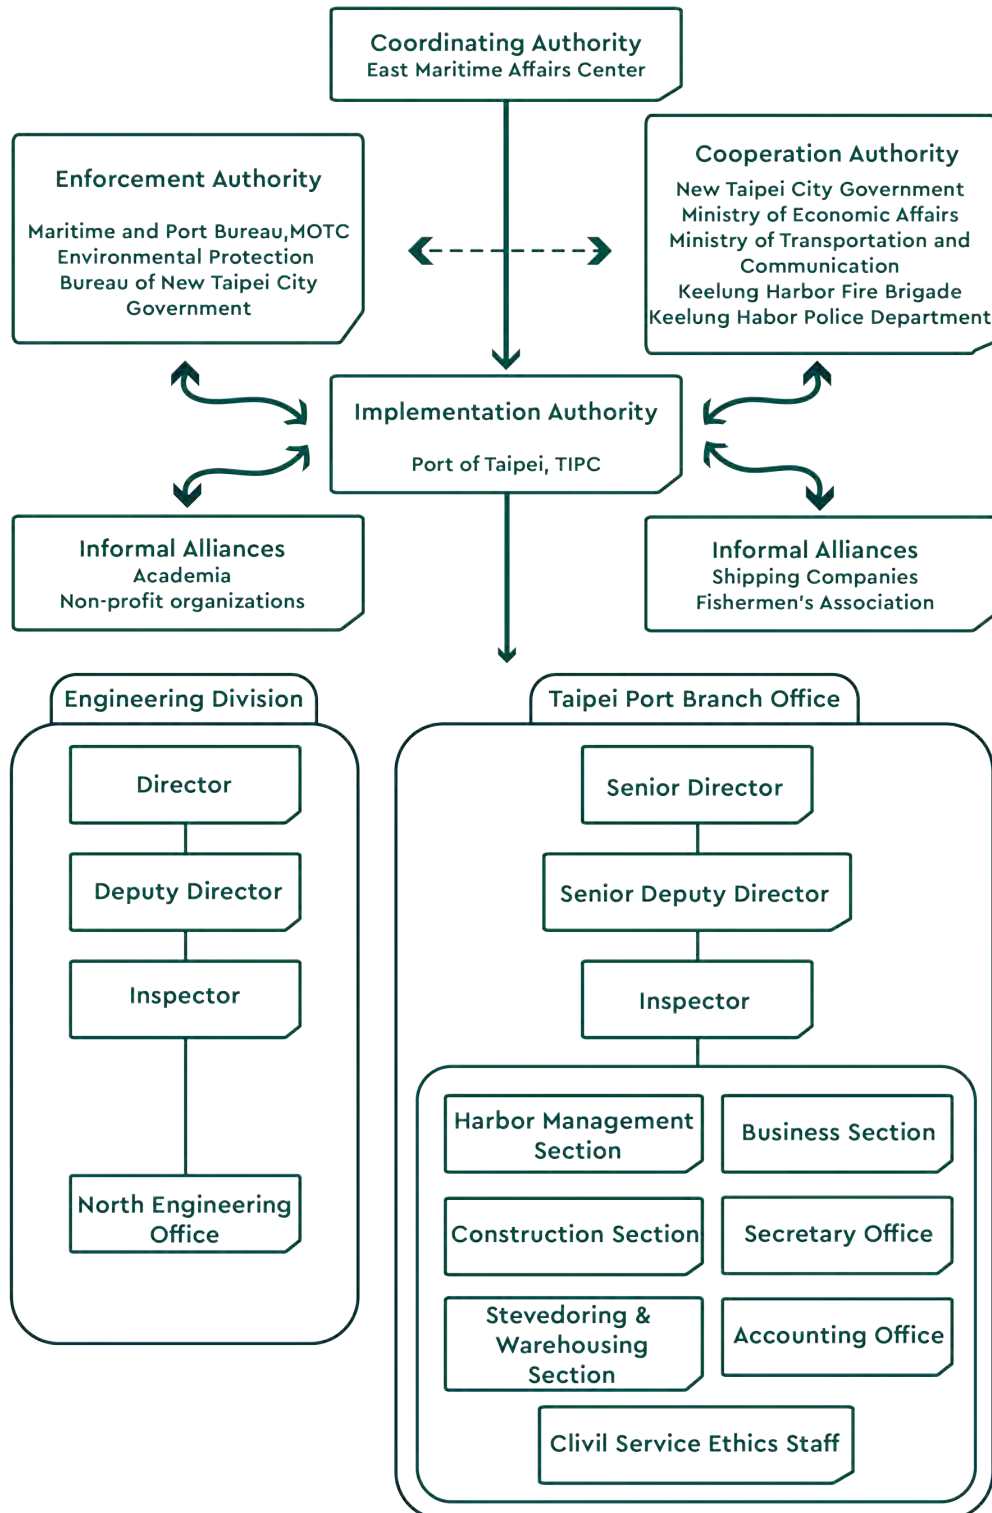 Coordinating Authority
East Maritime Affairs Center
Enforcement Authority
Maritime and Port Bureau,MOTC
Environmental Protection
Bureau of New Taipei City
Government
Cooperation Authority
New Taipei City Government
Ministry of Economic Affairs
Ministry of Transportation and
Communication
Keelung Harbor Fire Brigade
Keelung Habor Police Department
Implementation Authority
Port of Taipei, TIPC
Informal Alliances
Academia
Non-profit organizations
Informal Alliances
Shipping Companies
Fishermen's Association
Engineering Division
Director
Deputy Director
Inspector
North Engineering
Office
Taipei Port Branch Office
Senior Director
Senior Deputy Director
Inspector
Harbor Management
Section
Business Section
Construction Section
Secretary Office
Stevedoring &
Warehousing
Section
Accounting Office
Clivil Service Ethics Staff